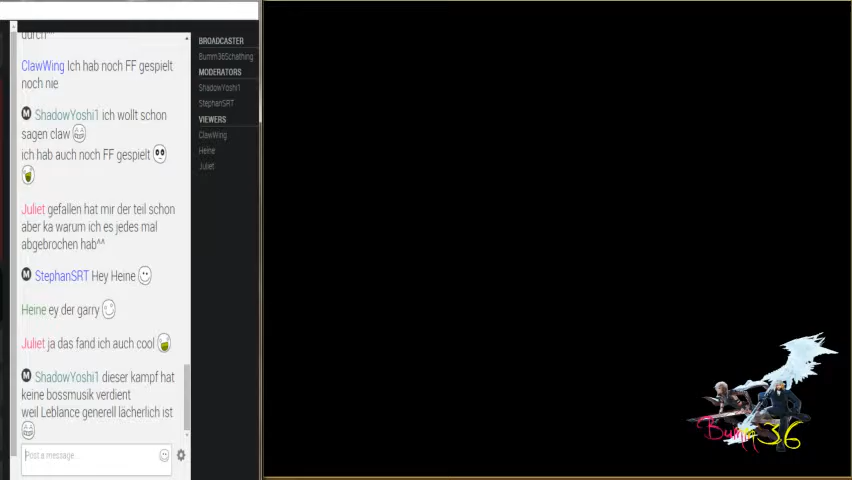 durch^^
ClawWing Ich hab noch FF gespielt
noch nie
M ShadowYoshi1 ich wollt schon
sagen claw
ich hab auch noch FF gespielt
Juliet gefallen hat mir der teil schon
aber ka warum ich es jedes mal
abgebrochen hab^^
M StephanSRT Hey Heine
Heine ey der garry
Juliet ja das fand ich auch cool
M ShadowYoshi1 dieser kampf hat
keine bossmusik verdient
weil Leblance generell lächerlich ist
Post a message
BROADCASTER
Bumm36Schathing
MODERATORS
ShadowYoshi1
StephanSRT
VIEWERS
ClawWing
Heine
Juliet
Bumm36